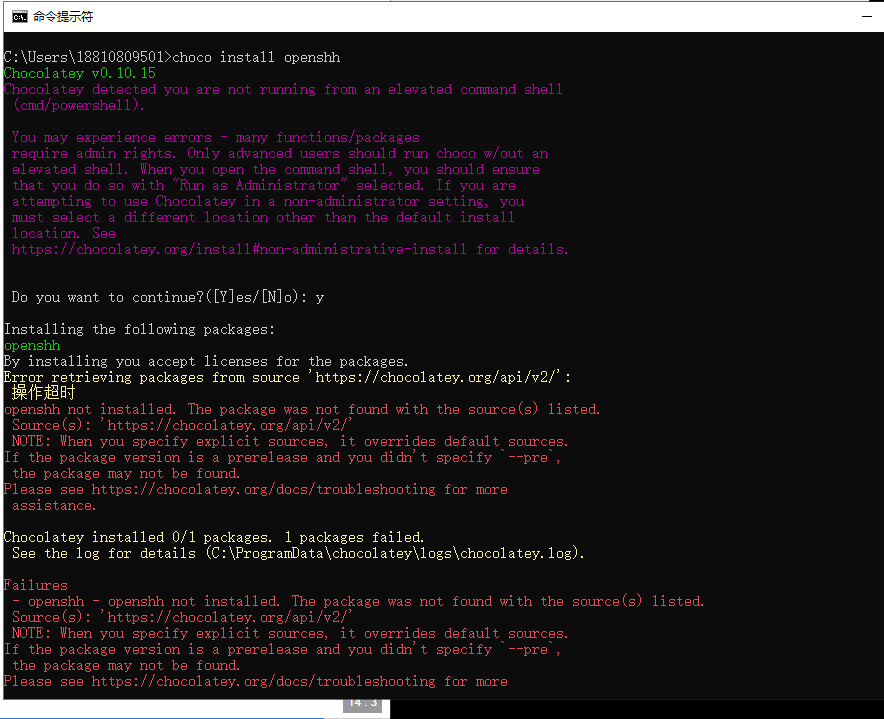 命令提示符
C:\Users\18810809501>choco install openshh
Chocolatey v0.10.15
Chocolatey detected you are not running from an elevated command shell
(cmd/powershell).
You may experience errors - many functions/packages
require admin rights. Only advanced users should run choco w/out an
elevated shell. When you open the command shell, you should ensure
that you do so with "Run as Administrator" selected. If you are
attempting to use Chocolatey in a non-administrator setting, you
must select a different location other than the default install
location. See
https://chocolatey.org/install#non-administrative-install for details.
Do you want to continue?([Y]es/[N]o): y
Installing the following packages:
openshh
By installing you accept licenses for the packages.
Error retrieving packages from source 'https://chocolatey.org/api/v2/':
操作超时
openshh not installed. The package was not found with the source(s) listed.
Source(s): 'https://chocolatey.org/api/v2/'
NOTE: When you specify explicit sources, it overrides default sources.
If the package version is a prerelease and you didn't specify `--pre`,
the package may not be found.
Please see https://chocolatey.org/docs/troubleshooting for more
assistance.
Chocolatey installed 0/1 packages. 1 packages failed.
See the log for details (C:\ProgramData\chocolatey\logs\chocolatey.log).
Failures
- openshh - openshh not installed. The package was not found with the source(s) listed.
Source(s): 'https://chocolatey.org/api/v2/'
NOTE: When you specify explicit sources, it overrides default sources.
If the package version is a prerelease and you didn't specify `--pre`,
the package may not be found.
Please see https://chocolatey.org/docs/troubleshooting for more